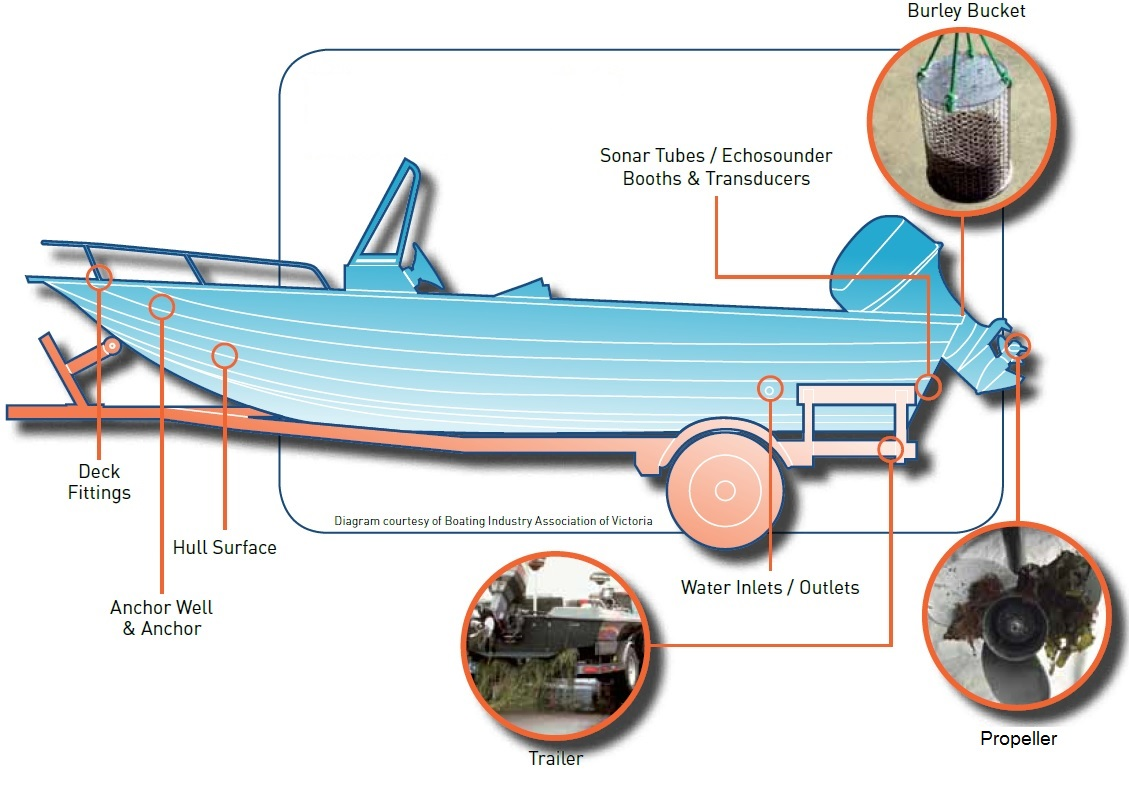 Burley Bucket
Sonar Tubes / Echosounder
Booths & Transducers
Deck
Fittings
Diagram courtesy of Boating Industry Association of Victoria
Hull Surface
Water Inlets / Outlets
Anchor Well
& Anchor
Propeller
Trailer